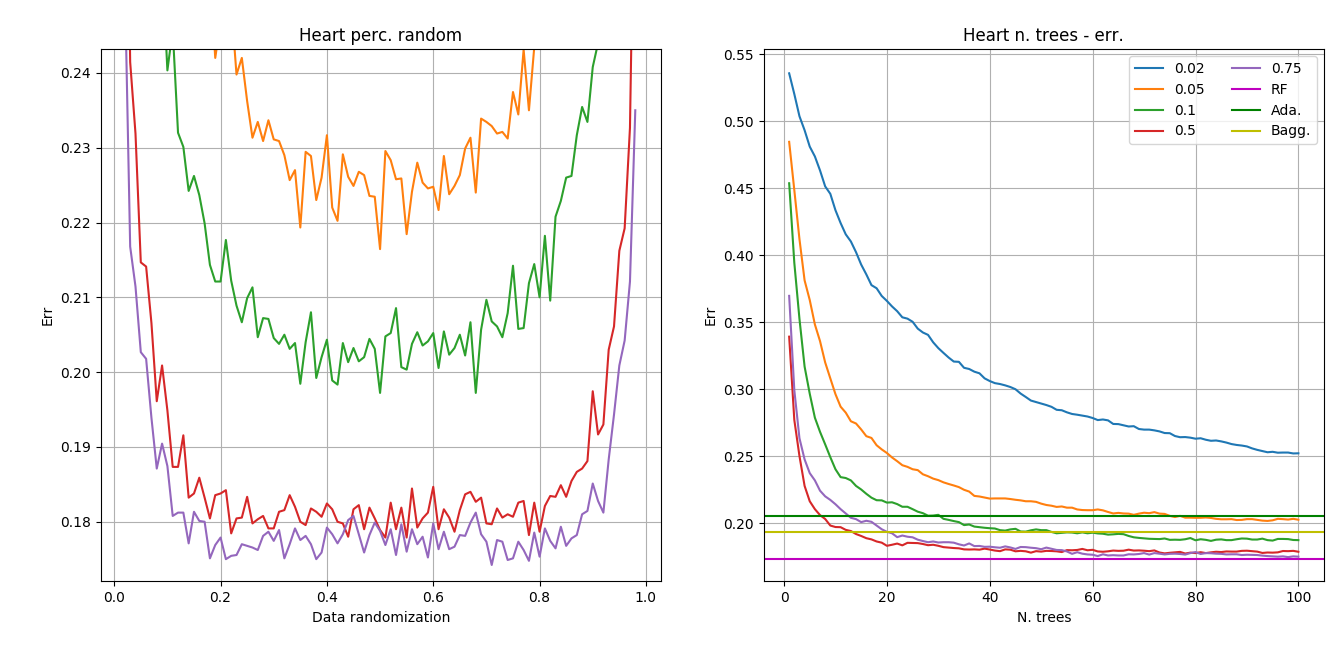 Heart perc. random
0.24
0.23
0.22
0.21
0.20
0.19
0.18
Err
0.0 0.2 0.4 0.6 0.8 1.0
Data randomization
Heart n. trees - err.
0.55
0.50
0.45
0.40
0.35
0.30
0.25
0.20
Err
0 20 40 60 80 100
N. trees
0.02 0.75
0.05 RF
0.1 Ada.
0.5 Bagg.